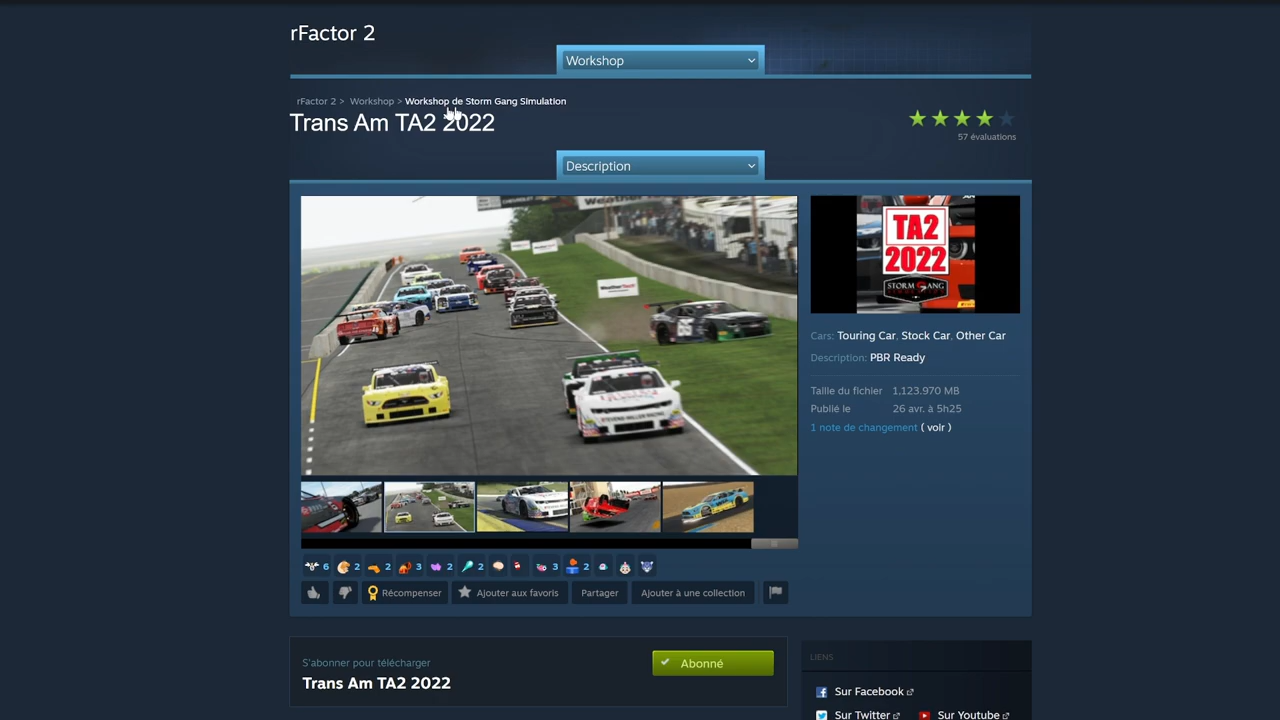 rFactor 2
Workshop
rFactor 2 > Workshop > Workshop de Storm Gang Simulation
Trans Am TA2 2022
57 évaluations
Description
TA2
2022
STORM GANG
Cars: Touring Car, Stock Car, Other Car
Description: PBR Ready
Taille du fichier 1,123.970 MB
Publié le 26 avr. à 5h25
1 note de changement ( voir )
6 2 2 3 2 2 3 2
Récompenser
Ajouter aux favoris
Partager
Ajouter à une collection
S'abonner pour télécharger
Trans Am TA2 2022
Abonné
LIENS
Sur Facebook
Sur Twitter
Sur Youtube